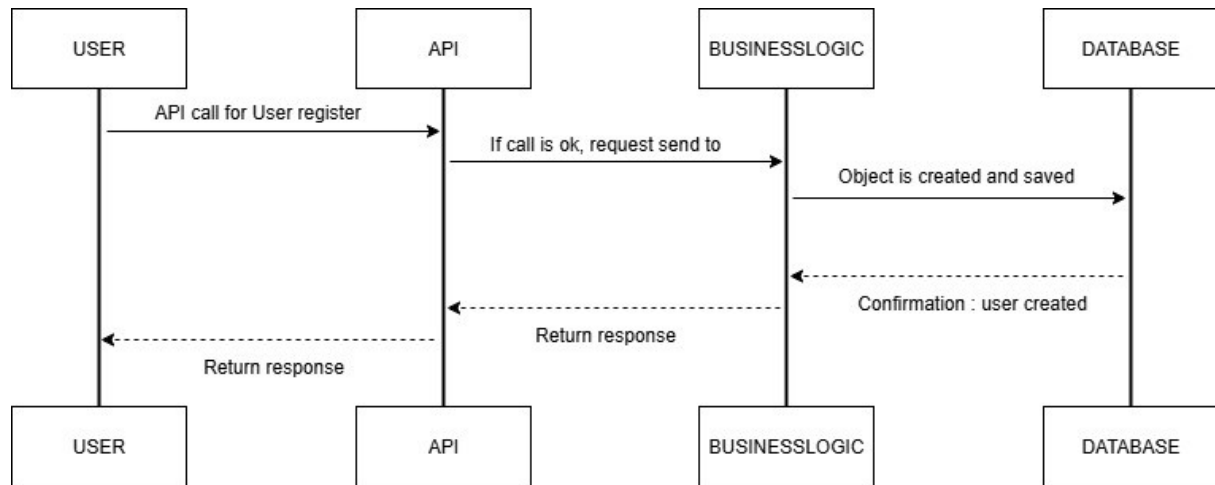 USER
API
BUSINESSLOGIC
DATABASE
API call for User register
If call is ok, request send to
Object is created and saved
Confirmation : user created
Return response
Return response
USER
API
BUSINESSLOGIC
DATABASE